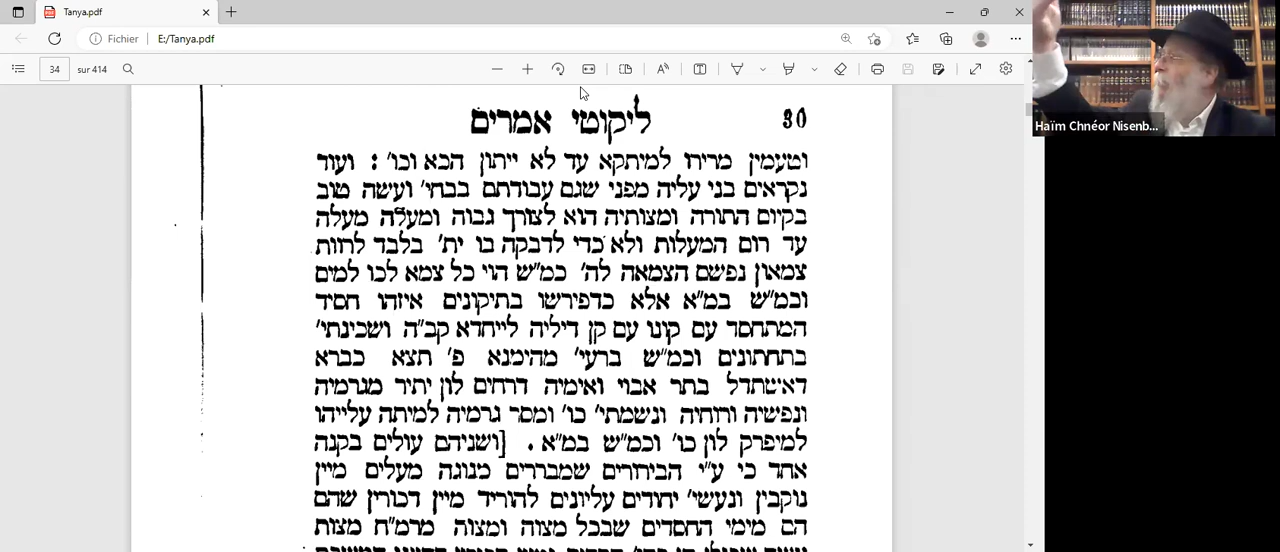 Tanya.pdf
Fichier
E:/Tanya.pdf
34
sur 414
Haïm Chnéor Nisenb...
30
ליקוטי אמרים
וטעמין מרירו למיתקא עד לא ייתון הכא וכו' : ועוד
נקראים בני עליה מפני שגם עבודתם בבחי' ועשה טוב
בקיום התורה ומצותיה הוא לצורך גבוה ומעלה מעלה
עד רום המעלות ולא כדי לדבקה בו ית' בלבד לרוות
צמאון נפשם הצמאה לה' כמ"ש הוי כל צמא לכו למים
וכמ"ש במ"א אלא כדפירשו בתיקונים איזהו חסיד
המתחסד עם קונו עם קן דיליה לייחדא קב"ה ושכינתי'
בתחתונים וכמ"ש ברעי' מהימנא פ' תצא כברא
דאשתדל בתר אבוי ואימיה דרחים לון יתיר מגרמיה
ונפשיה ורוחיה ונשמתי' כו' ומסר גרמיה למיתה עלייהו
למיפרק לון כו' וכמ"ש במ"א . [ושניהם עולים בקנה
אחד כי ע"י הבירורים שמבררים מנוגה מעלים מיין
נוקבין ונעשי' יחודים עליונים להוריד מיין דכורין שהם
הם מימי החסדים שבכל מצוה ומצוה מרמ"ח מצות